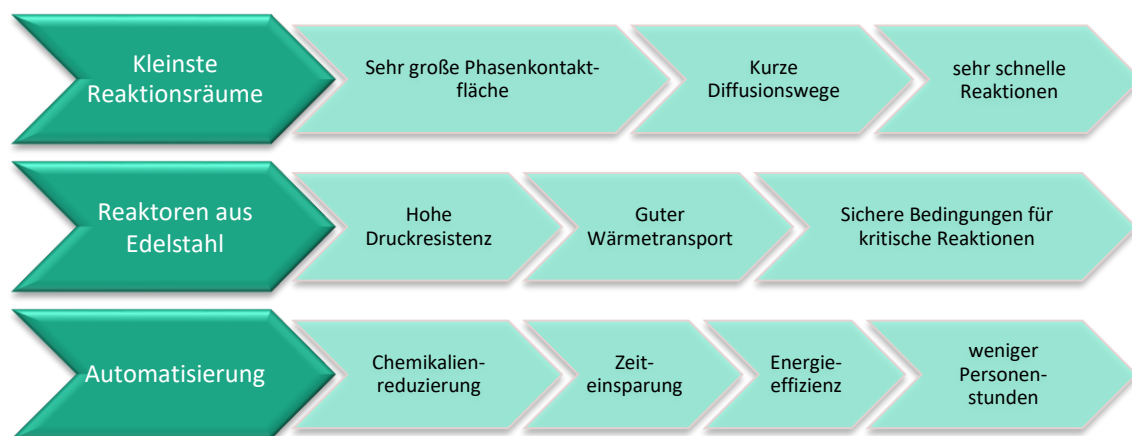 Kleinste
Reaktionsräume
Sehr große Phasenkontakt-
fläche
Kurze
Diffusionswege
sehr schnelle
Reaktionen
Reaktoren aus
Edelstahl
Hohe
Druckresistenz
Guter
Wärmetransport
Sichere Bedingungen für
kritische Reaktionen
Automatisierung
Chemikalien-
reduzierung
Zeit-
einsparung
Energie-
effizienz
weniger
Personen-
stunden